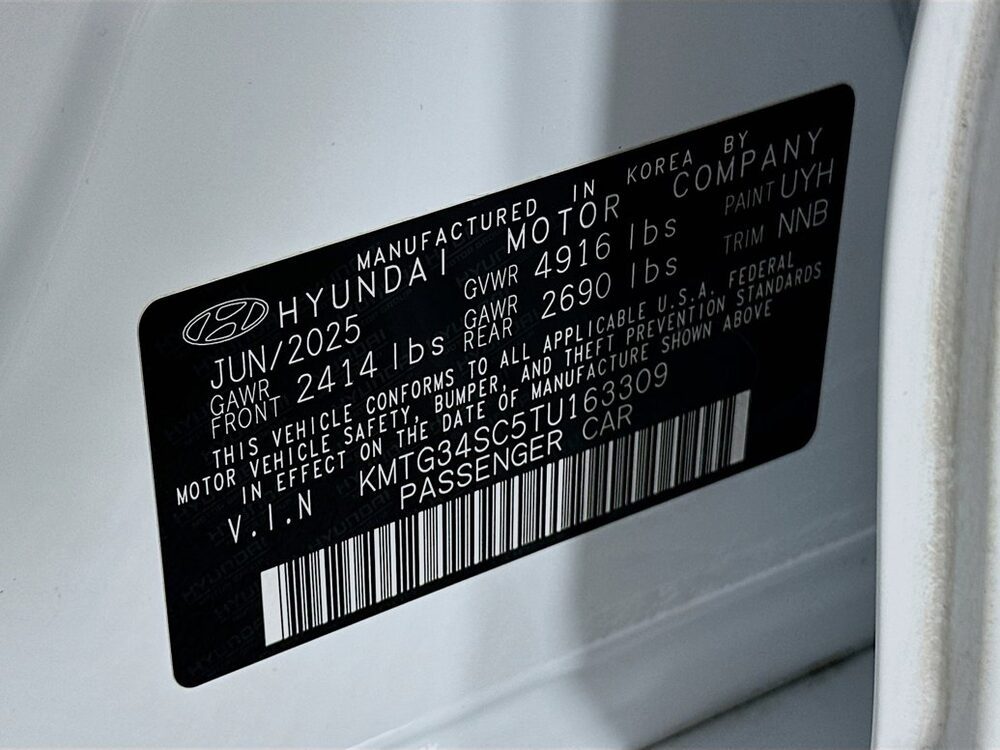 MANUFACTURED IN KOREA BY
HYUNDAI MOTOR COMPANY
JUN/2025 GVWR 4916 lbs PAINT UYH
GAWR FRONT 2414 lbs GAWR REAR 2690 lbs TRIM NNB
THIS VEHICLE CONFORMS TO ALL APPLICABLE U.S.A. FEDERAL
MOTOR VEHICLE SAFETY, BUMPER, AND THEFT PREVENTION STANDARDS
IN EFFECT ON THE DATE OF MANUFACTURE SHOWN ABOVE
V.I.N KMTG34SC5TU163309
PASSENGER CAR